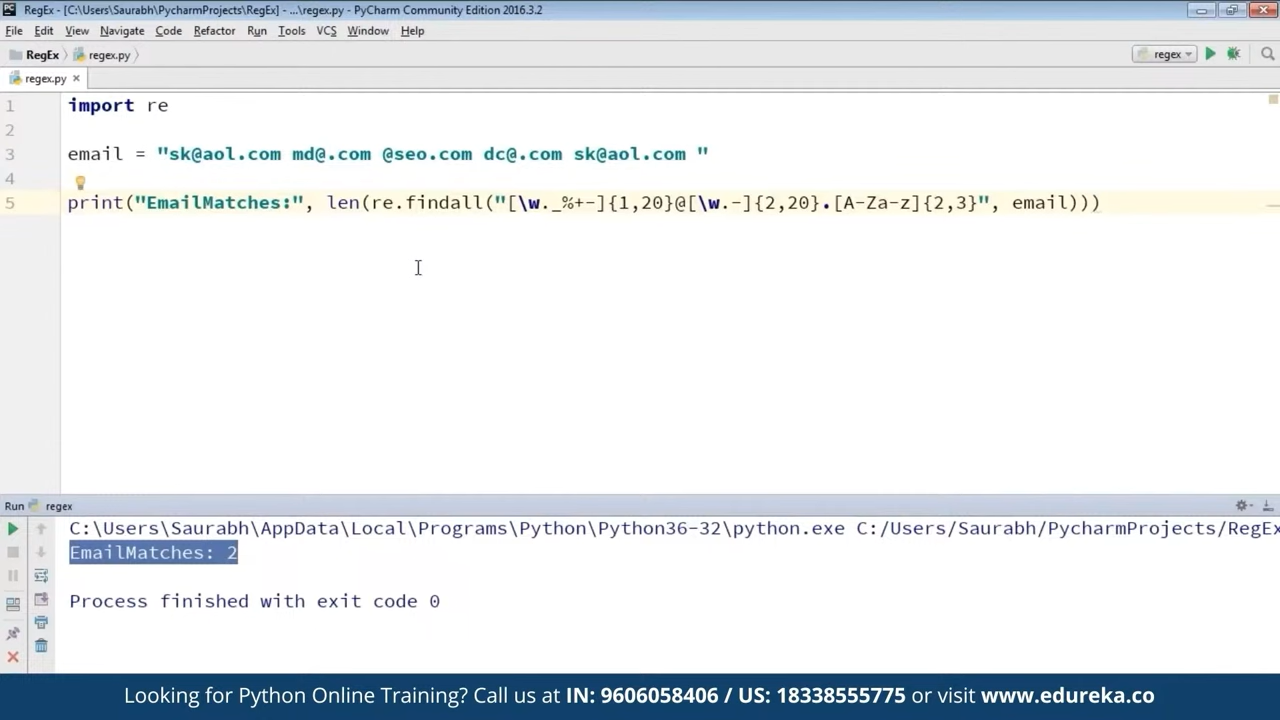 RegEx - [C:\Users\Saurabh\PycharmProjects\RegEx] - ...\regex.py - PyCharm Community Edition 2016.3.2
File Edit View Navigate Code Refactor Run Tools VCS Window Help
RegEx regex.py
regex
regex.py
1 import re
2
3 email = "sk@aol.com md@.com @seo.com dc@.com sk@aol.com "
4
5 print("EmailMatches:", len(re.findall("[\w._%+-]{1,20}@[\w.-]{2,20}.[A-Za-z]{2,3}", email)))
Run regex
C:\Users\Saurabh\AppData\Local\Programs\Python\Python36-32\python.exe C:/Users/Saurabh/PycharmProjects/RegEx
EmailMatches: 2
Process finished with exit code 0
Looking for Python Online Training? Call us at IN: 9606058406 / US: 18338555775 or visit www.edureka.co